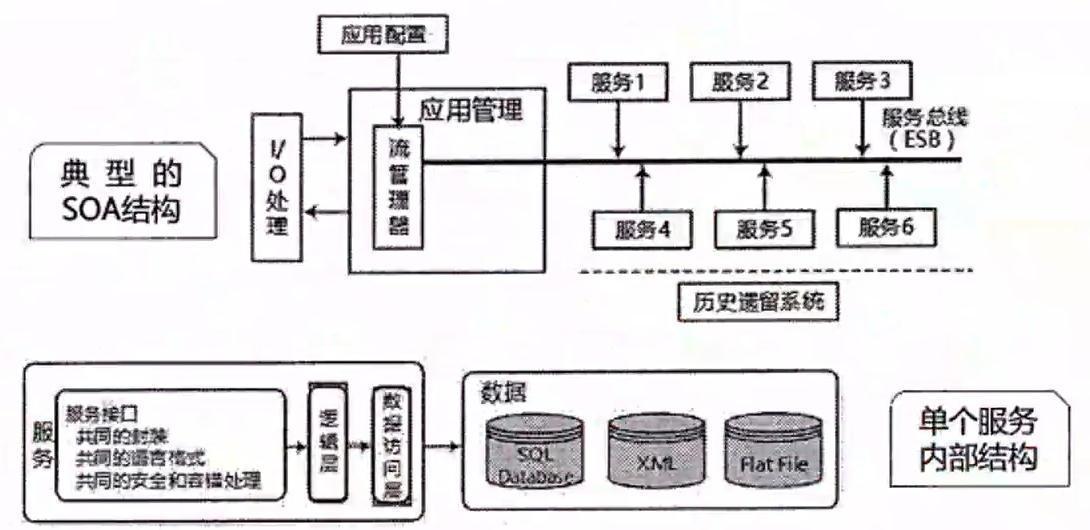 应用配置
应用管理
流管理器
I/O处理
服务1
服务2
服务3
服务总线
(ESB)
典型的
SOA结构
服务4
服务5
服务6
历史遗留系统
服务
服务接口
共同的封装
共同的语言格式
共同的安全和容错处理
逻辑层
数据访问层
数据
SQL
DataBase
XML
Flat File
单个服务
内部结构